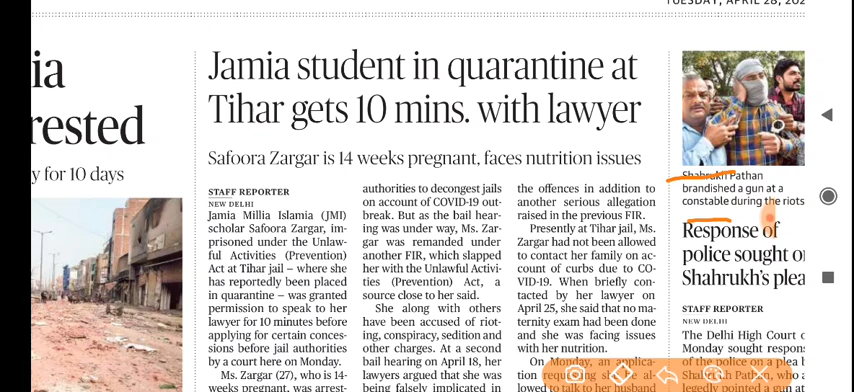 TUESDAY, APRIL 28, 202
ia
rested
y for 10 days
Jamia student in quarantine at
Tihar gets 10 mins. with lawyer
Safoora Zargar is 14 weeks pregnant, faces nutrition issues
STAFF REPORTER
NEW DELHI
Jamia Millia Islamia (JMI)
scholar Safoora Zargar, im-
prisoned under the Unlaw-
ful Activities (Prevention)
Act at Tihar jail – where she
has reportedly been placed
in quarantine – was granted
permission to speak to her
lawyer for 10 minutes before
applying for certain conces-
sions before jail authorities
by a court here on Monday.
Ms. Zargar (27), who is 14-
weeks pregnant, was arrest-
authorities to decongest jails
on account of COVID-19 out-
break. But as the bail hear-
ing was under way, Ms. Zar-
gar was remanded under
another FIR, which slapped
her with the Unlawful Activi-
ties (Prevention) Act, a
source close to her said.
She along with others
have been accused of riot-
ing, conspiracy, sedition and
other charges. At a second
bail hearing on April 18, her
lawyers argued that she was
being falsely implicated in
the offences in addition to
another serious allegation
raised in the previous FIR.
Presently at Tihar jail, Ms.
Zargar had not been allowed
to contact her family on ac-
count of curbs due to CO-
VID-19. When briefly con-
tacted by her lawyer on
April 25, she said that no ma-
ternity exam had been done
and she was facing issues
with her nutrition.
On Monday, an applica-
tion she al-
lowed to talk to her husband
Shahrukh Pathan
brandished a gun at a
constable during the riots
Response of
police sought o
Shahrukh's plea
STAFF REPORTER
NEW DELHI
The Delhi High Court o
Monday sought respon
of the police on a plea b
Shahrukh Pathan, who a
legedly pointed a gun at